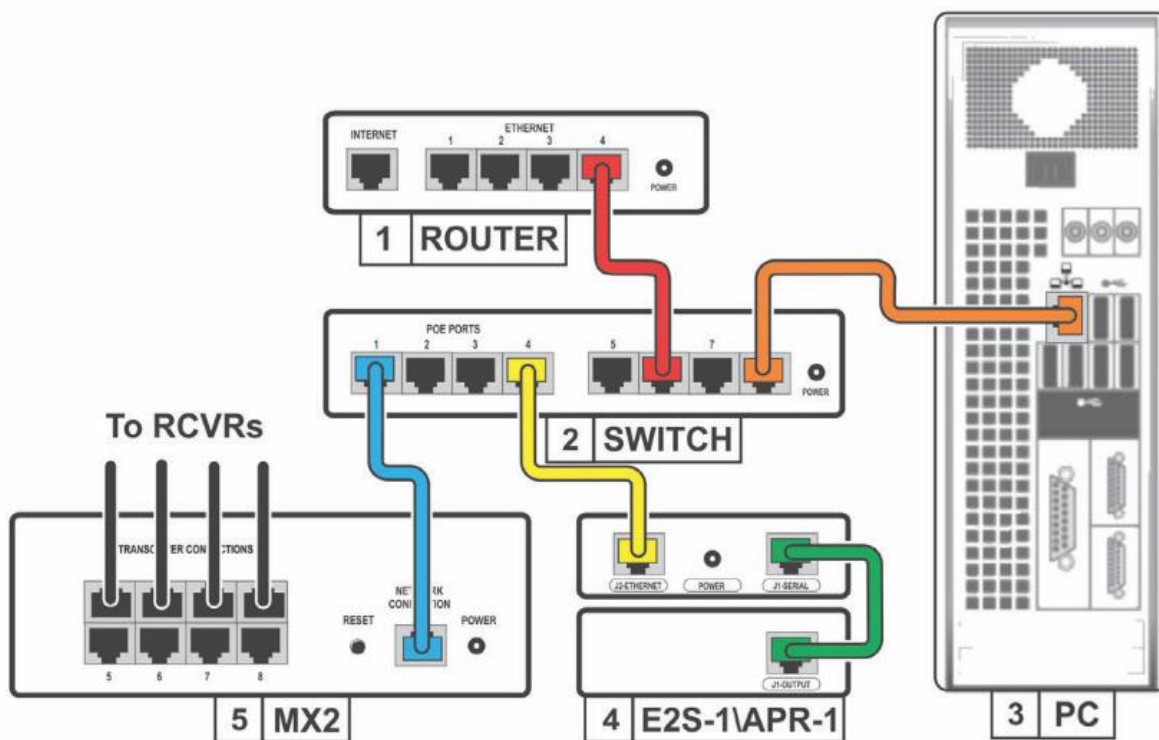 ETHERNET
INTERNET
1 2 3 4
POWER
1 ROUTER
POE PORTS
1 2 3 4 5 7
POWER
2 SWITCH
To RCVRs
CONNECTIONS
RESET
POWER
5 6 7 8
5 MX2
J2-ETHERNET POWER J1-SERIAL
J1-OUTPUT
4 E2S-1\APR-1
3 PC